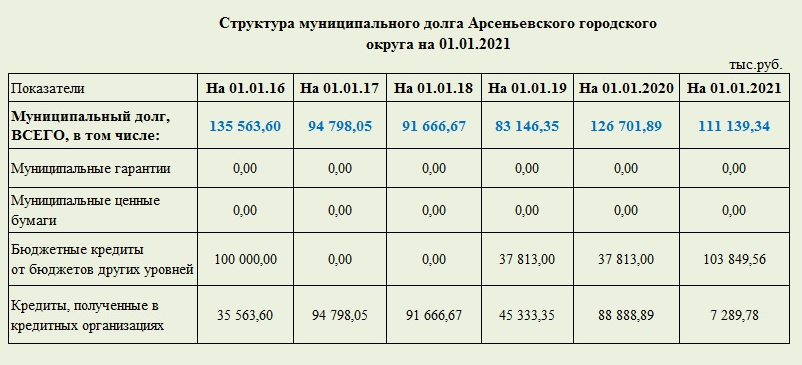 Структура муниципального долга Арсеньевского городского
округа на 01.01.2021
тыс.руб.
Показатели На 01.01.16 На 01.01.17 На 01.01.18 На 01.01.19 На 01.01.2020 На 01.01.2021
Муниципальный долг,
ВСЕГО, в том числе: 135 563,60 94 798,05 91 666,67 83 146,35 126 701,89 111 139,34
Муниципальные гарантии 0,00 0,00 0,00 0,00 0,00 0,00
Муниципальные ценные
бумаги 0,00 0,00 0,00 0,00 0,00 0,00
Бюджетные кредиты
от бюджетов других уровней 100 000,00 0,00 0,00 37 813,00 37 813,00 103 849,56
Кредиты, полученные в
кредитных организациях 35 563,60 94 798,05 91 666,67 45 333,35 88 888,89 7 289,78